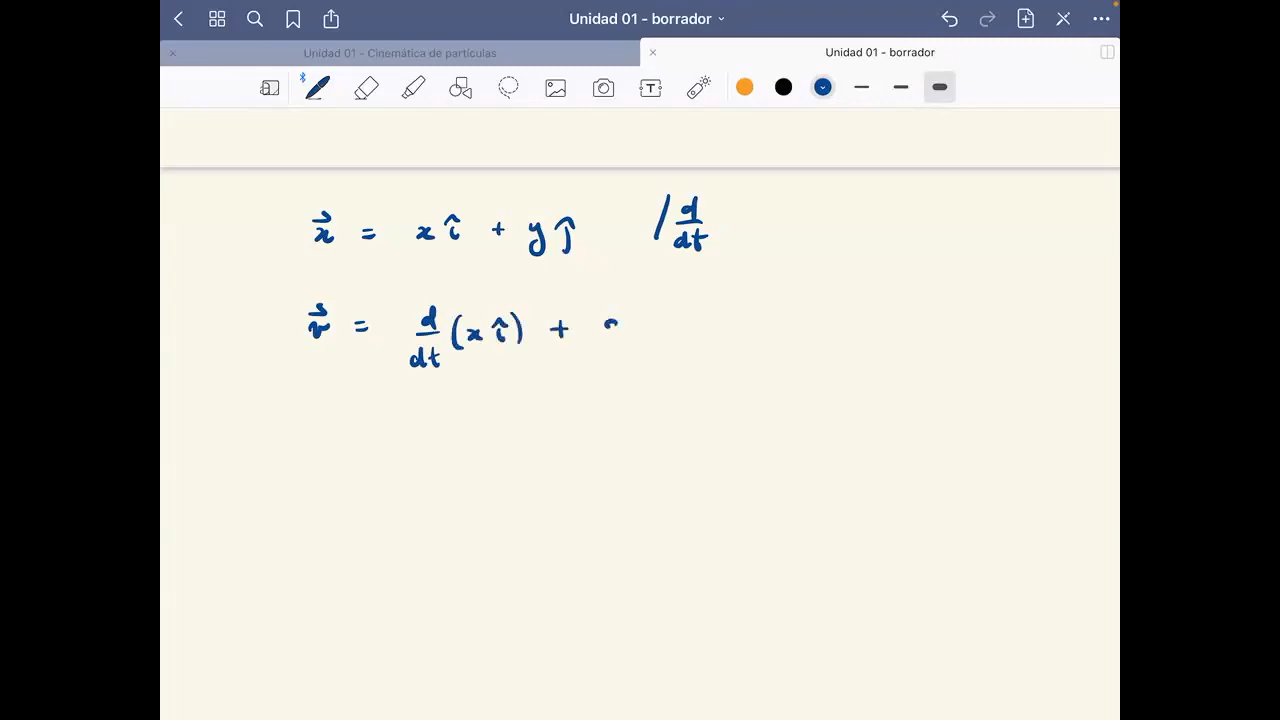 Unidad 01 - borrador
Unidad 01 - Cinemática de partículas
Unidad 01 - borrador
T
x⃗ = x î + y ĵ / d/dt
v⃗ = d/dt (x î) +